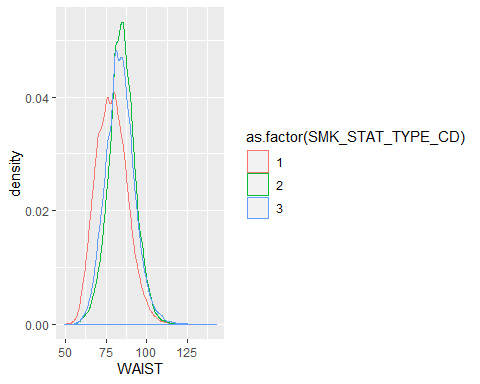 0.04
0.02
0.00
density
50 75 100 125
WAIST
as.factor(SMK_STAT_TYPE_CD)
1
2
3